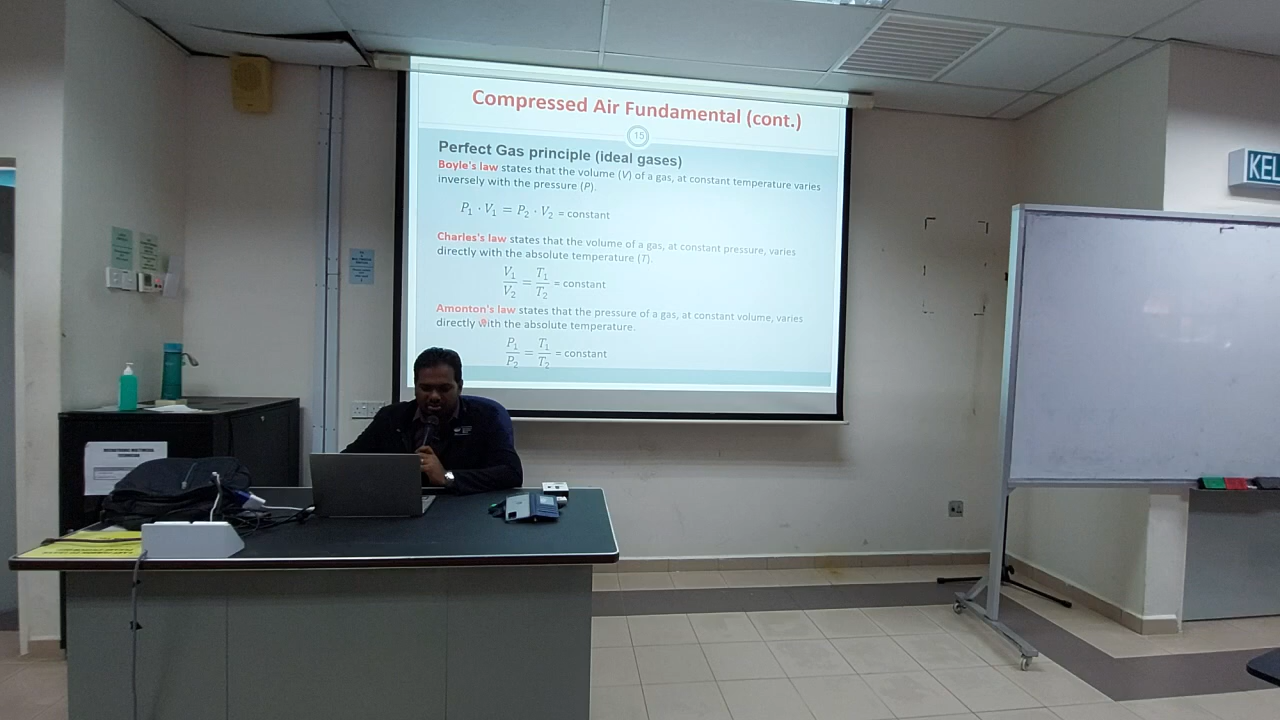 Compressed Air Fundamental (cont.)
15
Perfect Gas principle (ideal gases)
Boyle's law states that the volume (V) of a gas, at constant temperature varies
inversely with the pressure (P).
P₁ · V₁ = P₂ · V₂ = constant
Charles's law states that the volume of a gas, at constant pressure, varies
directly with the absolute temperature (T).
V₁/V₂ = T₁/T₂ = constant
Amonton's law states that the pressure of a gas, at constant volume, varies
directly with the absolute temperature.
P₁/P₂ = T₁/T₂ = constant
KEL